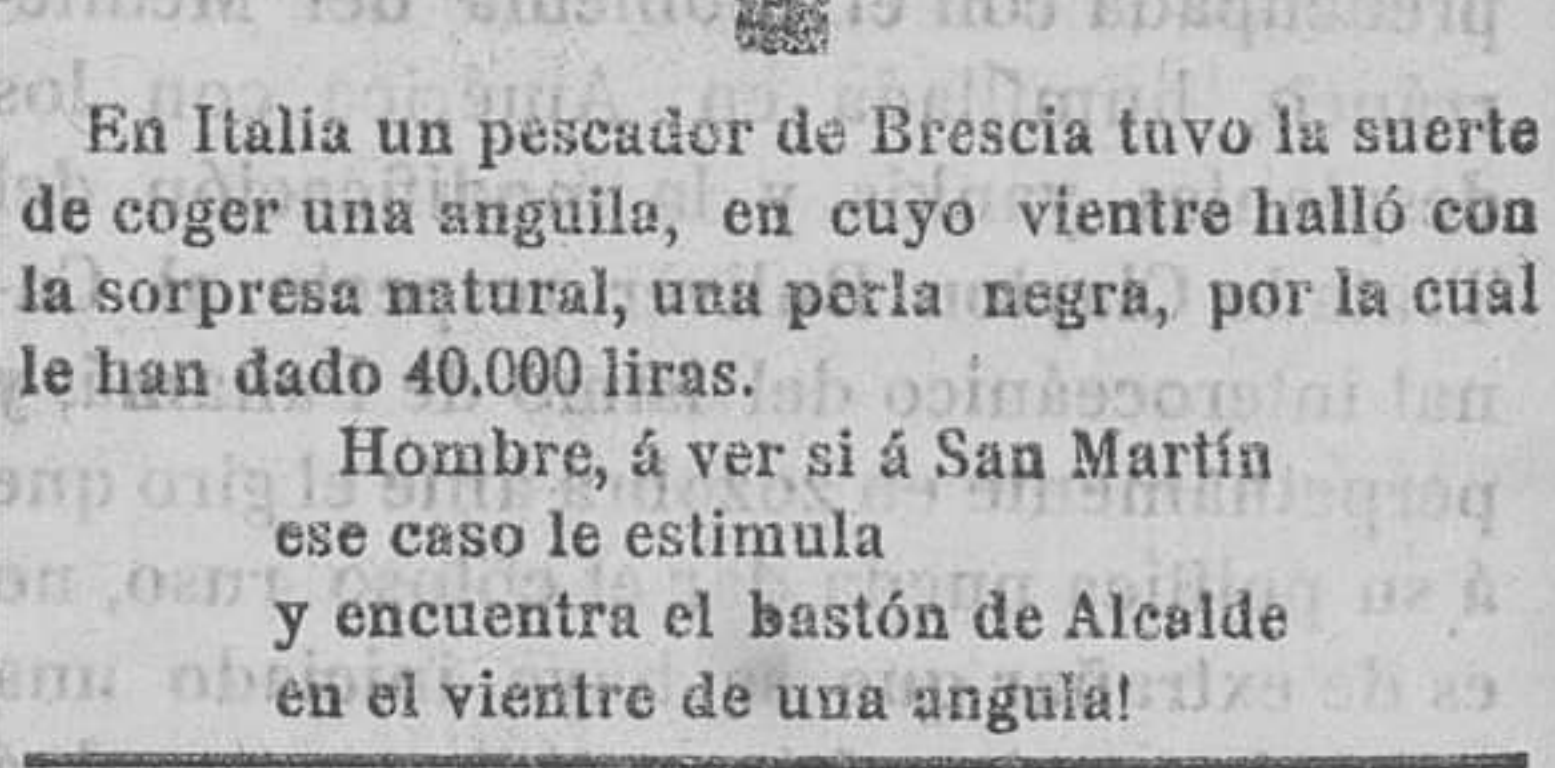 En Italia un pescador de Brescia tuvo la suerte
de coger una anguila, en cuyo vientre halló con
la sorpresa natural, una perla negra, por la cual
le han dado 40.000 liras.
Hombre, á ver si á San Martín
ese caso le estimula
y encuentra el bastón de Alcalde
en el vientre de una angula!